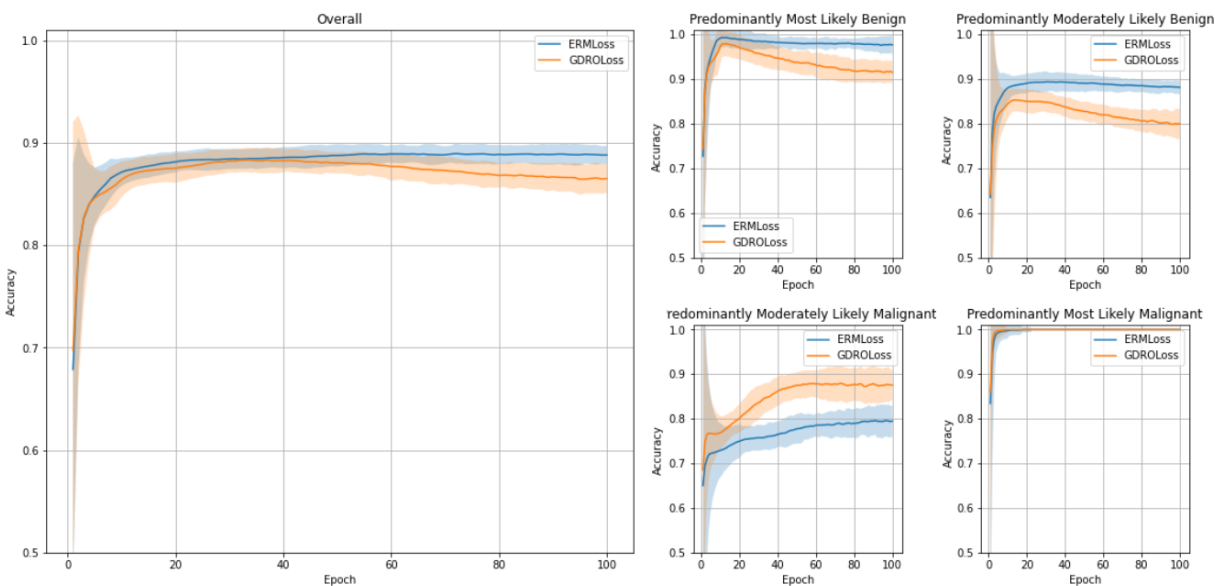 Overall
1.0
0.9
0.8
0.7
0.6
0.5
Accuracy
0
20
40
60
80
100
Epoch
ERMLoss
GDROLoss
Predominantly Most Likely Benign
1.0
0.9
0.8
0.7
0.6
0.5
Accuracy
0
20
40
60
80
100
Epoch
ERMLoss
GDROLoss
Predominantly Moderately Likely Benign
1.0
0.9
0.8
0.7
0.6
0.5
Accuracy
0
20
40
60
80
100
Epoch
ERMLoss
GDROLoss
redominantly Moderately Likely Malignant
1.0
0.9
0.8
0.7
0.6
0.5
Accuracy
0
20
40
60
80
100
Epoch
ERMLoss
GDROLoss
Predominantly Most Likely Malignant
1.0
0.9
0.8
0.7
0.6
0.5
Accuracy
0
20
40
60
80
100
Epoch
ERMLoss
GDROLoss